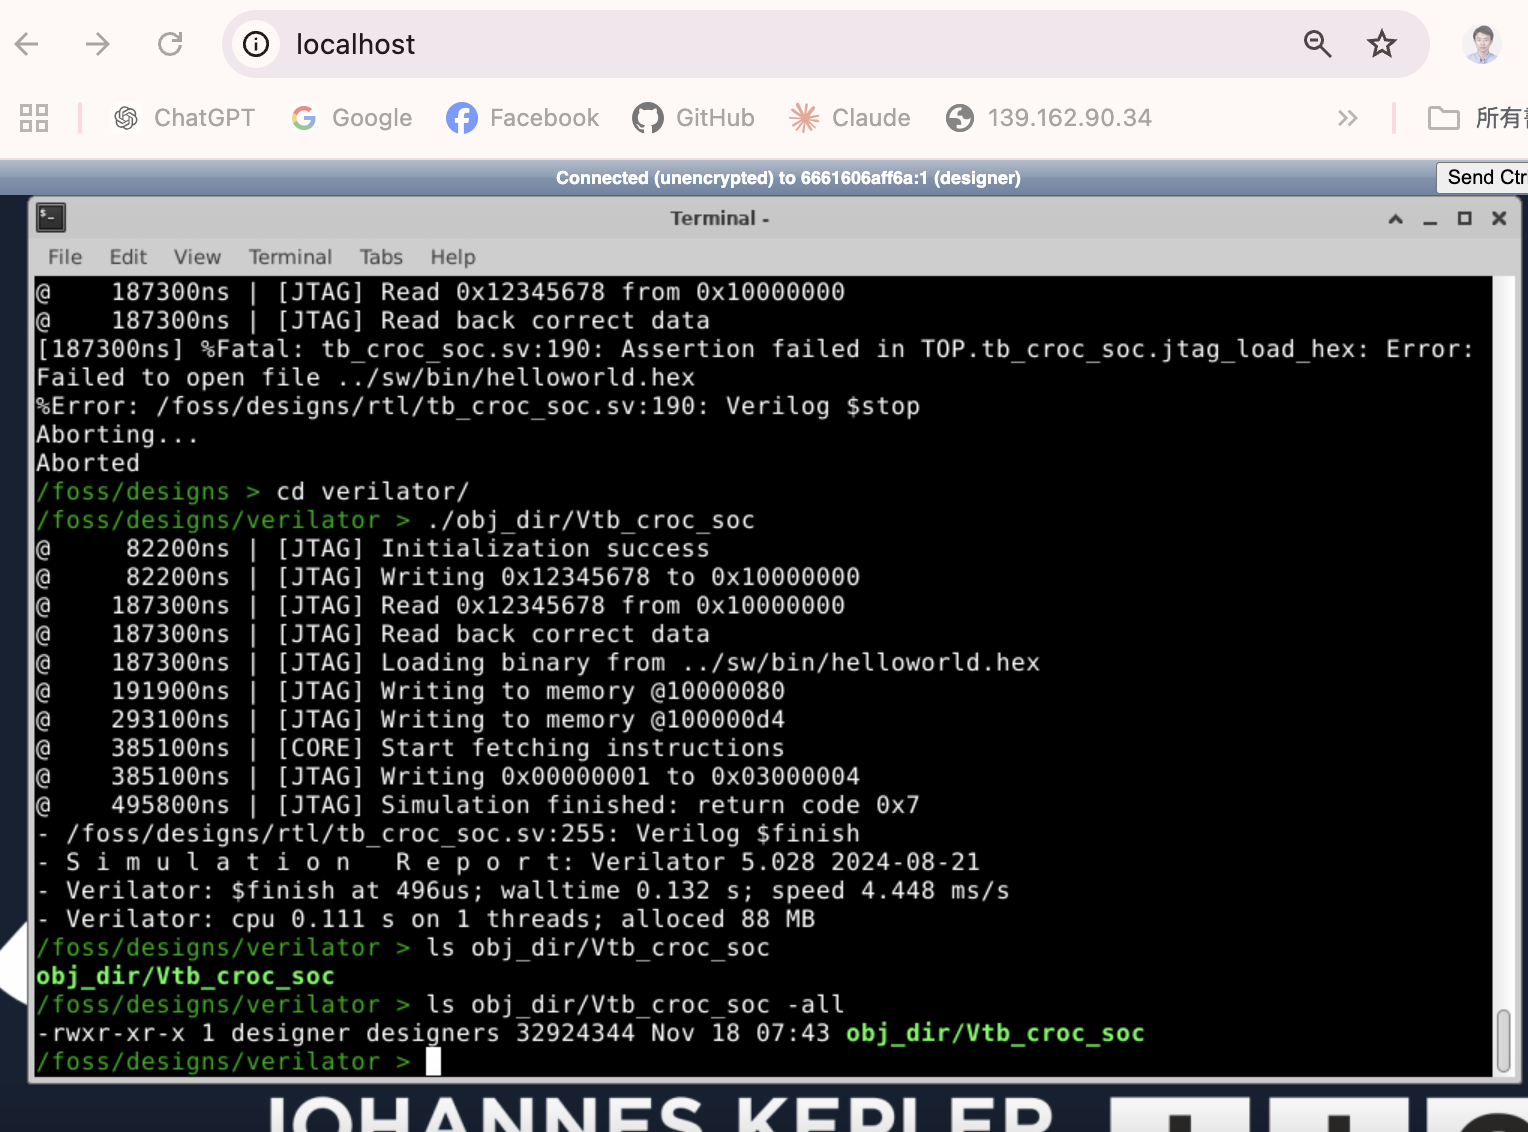 localhost
ChatGPT Google Facebook GitHub Claude 139.162.90.34 » 所有
Connected (unencrypted) to 6661606aff6a:1 (designer)
Send Ctr
Terminal -
File Edit View Terminal Tabs Help
@     187300ns | [JTAG] Read 0x12345678 from 0x10000000
@     187300ns | [JTAG] Read back correct data
[187300ns] %Fatal: tb_croc_soc.sv:190: Assertion failed in TOP.tb_croc_soc.jtag_load_hex: Error:
Failed to open file ../sw/bin/helloworld.hex
%Error: /foss/designs/rtl/tb_croc_soc.sv:190: Verilog $stop
Aborting...
Aborted
/foss/designs > cd verilator/
/foss/designs/verilator > ./obj_dir/Vtb_croc_soc
@      82200ns | [JTAG] Initialization success
@      82200ns | [JTAG] Writing 0x12345678 to 0x10000000
@     187300ns | [JTAG] Read 0x12345678 from 0x10000000
@     187300ns | [JTAG] Read back correct data
@     187300ns | [JTAG] Loading binary from ../sw/bin/helloworld.hex
@     191900ns | [JTAG] Writing to memory @10000080
@     293100ns | [JTAG] Writing to memory @100000d4
@     385100ns | [CORE] Start fetching instructions
@     385100ns | [JTAG] Writing 0x00000001 to 0x03000004
@     495800ns | [JTAG] Simulation finished: return code 0x7
- /foss/designs/rtl/tb_croc_soc.sv:255: Verilog $finish
- S i m u l a t i o n   R e p o r t: Verilator 5.028 2024-08-21
- Verilator: $finish at 496us; walltime 0.132 s; speed 4.448 ms/s
- Verilator: cpu 0.111 s on 1 threads; alloced 88 MB
/foss/designs/verilator > ls obj_dir/Vtb_croc_soc
obj_dir/Vtb_croc_soc
/foss/designs/verilator > ls obj_dir/Vtb_croc_soc -all
-rwxr-xr-x 1 designer designers 32924344 Nov 18 07:43 obj_dir/Vtb_croc_soc
/foss/designs/verilator >
JOHANNES KEPLER